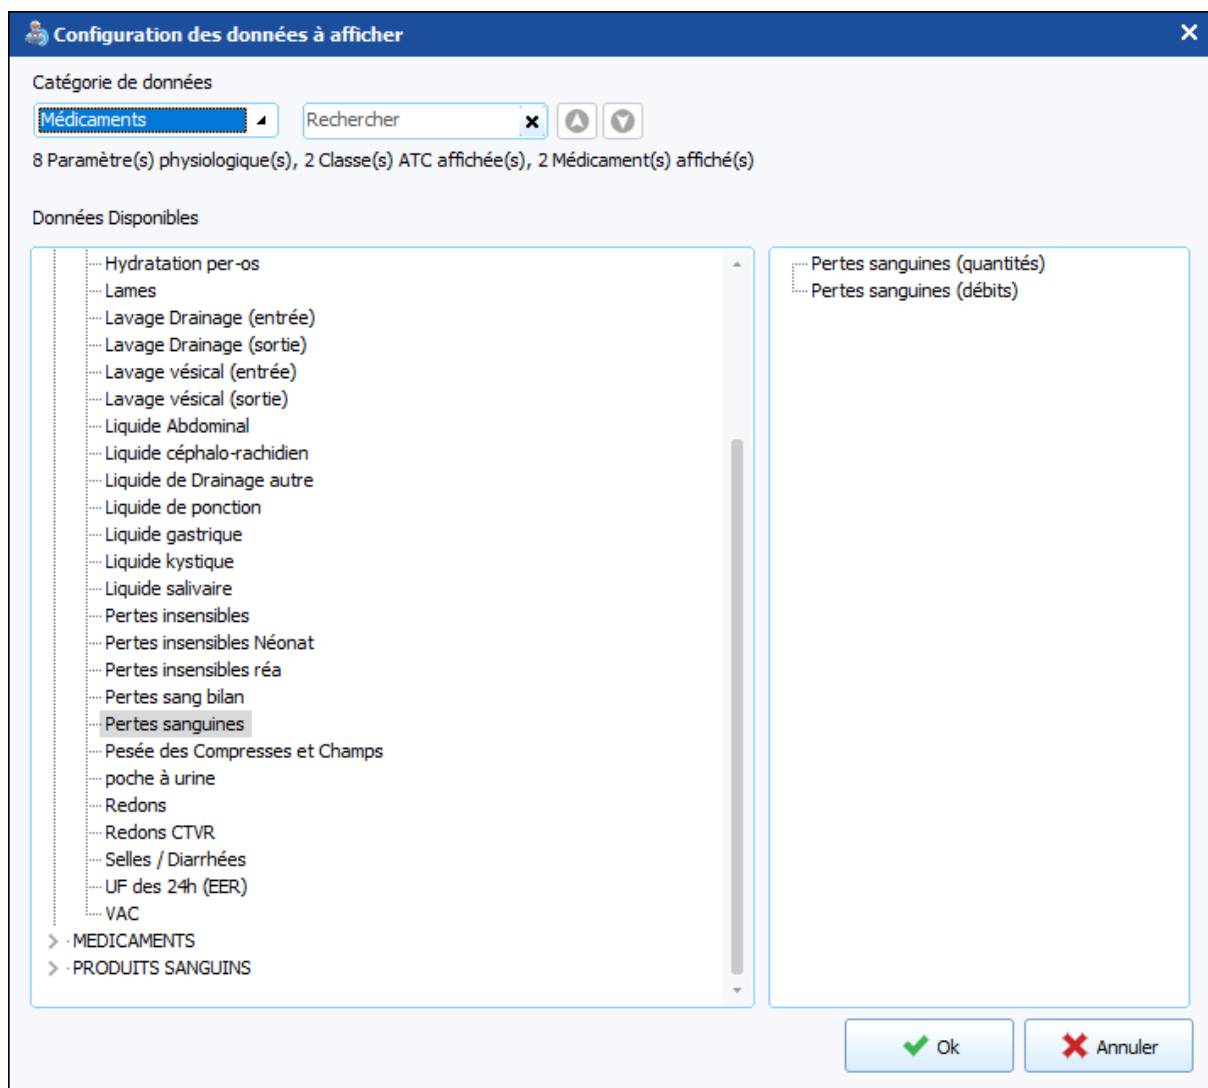 Configuration des données à afficher
Catégorie de données
Médicaments
Rechercher
8 Paramètre(s) physiologique(s), 2 Classe(s) ATC affichée(s), 2 Médicament(s) affiché(s)
Données Disponibles
Hydratation per-os
Lames
Lavage Drainage (entrée)
Lavage Drainage (sortie)
Lavage vésical (entrée)
Lavage vésical (sortie)
Liquide Abdominal
Liquide céphalo-rachidien
Liquide de Drainage autre
Liquide de ponction
Liquide gastrique
Liquide kystique
Liquide salivaire
Pertes insensibles
Pertes insensibles Néonat
Pertes insensibles réa
Pertes sang bilan
Pertes sanguines
Pesée des Compresses et Champs
poche à urine
Redons
Redons CTVR
Selles / Diarrhées
UF des 24h (EER)
VAC
MEDICAMENTS
PRODUITS SANGUINS
Pertes sanguines (quantités)
Pertes sanguines (débits)
Ok
Annuler